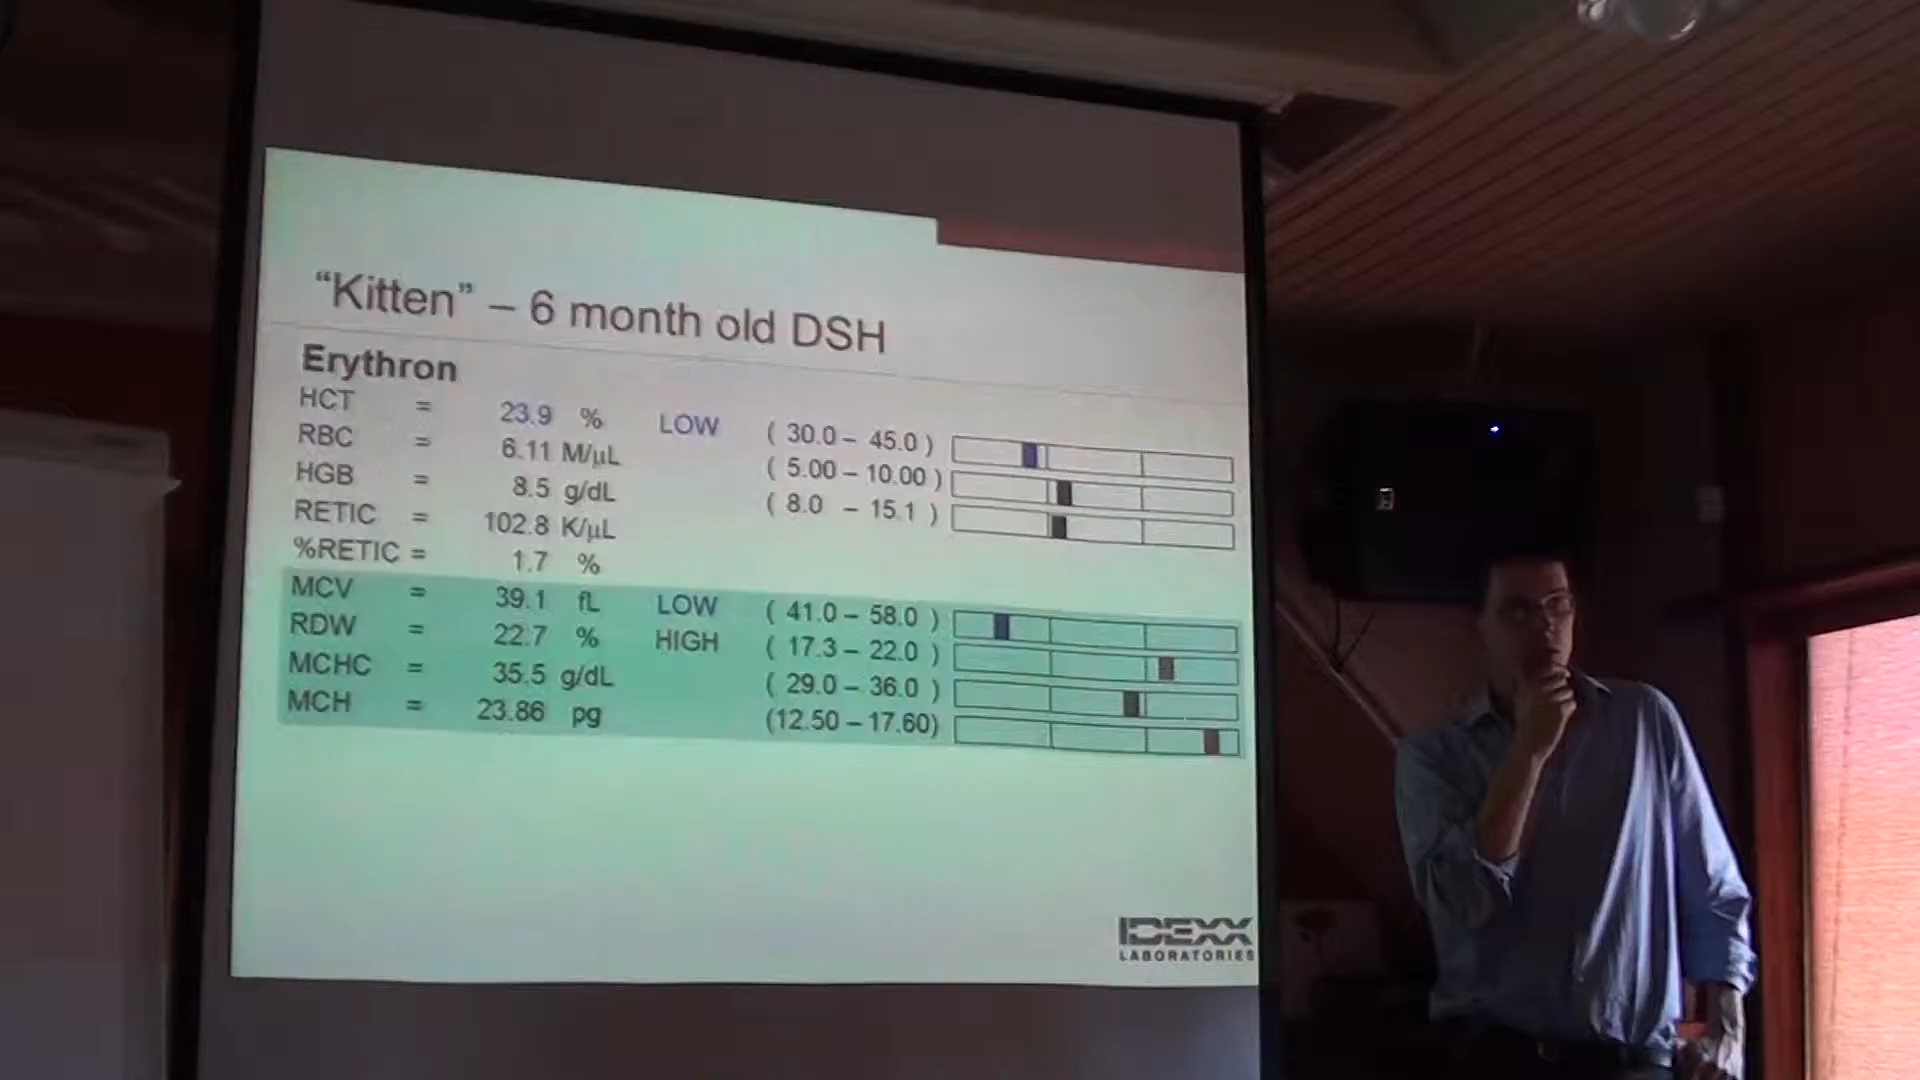 “Kitten” – 6 month old DSH
Erythron
HCT = 23.9 % LOW ( 30.0 – 45.0 )
RBC = 6.11 M/µL ( 5.00 – 10.00 )
HGB = 8.5 g/dL ( 8.0 – 15.1 )
RETIC = 102.8 K/µL
%RETIC = 1.7 %
MCV = 39.1 fL LOW ( 41.0 – 58.0 )
RDW = 22.7 % HIGH ( 17.3 – 22.0 )
MCHC = 35.5 g/dL ( 29.0 – 36.0 )
MCH = 23.86 pg (12.50 – 17.60)
IDEXX
LABORATORIES